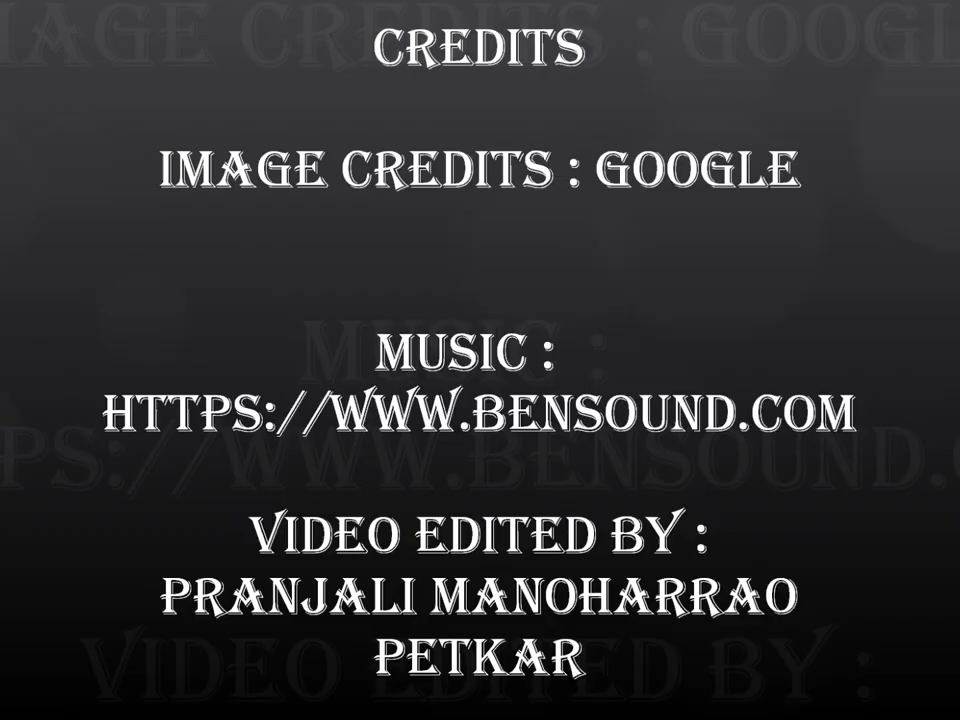 CREDITS
IMAGE CREDITS : GOOGLE
MUSIC :
HTTPS://WWW.BENSOUND.COM
VIDEO EDITED BY :
PRANJALI MANOHARRAO
PETKAR